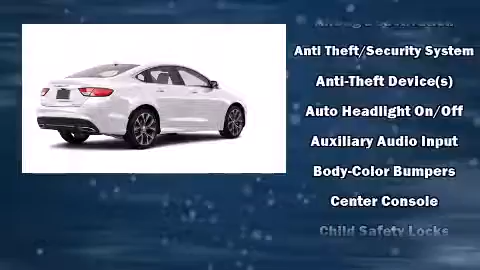 Anti Theft/Security System
Anti-Theft Device(s)
Auto Headlight On/Off
Auxiliary Audio Input
Body-Color Bumpers
Center Console
Child Safety Locks